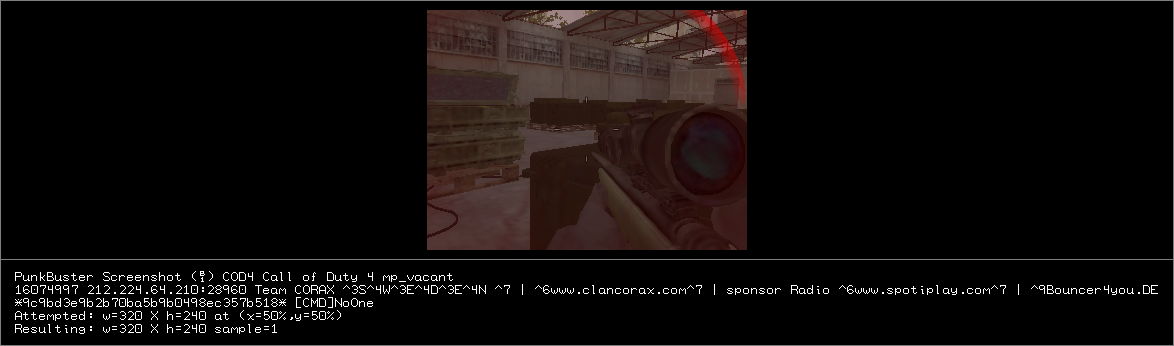 PunkBuster Screenshot (B1) COD4 Call of Duty 4 mp_vacant
16074997 212.224.64.210:28960 Team CORAX ^3S^4W^3E^4D^3E^4N ^7 | ^6www.clancorax.com^7 | sponsor Radio ^6www.spotiplay.com^7 | ^9Bouncer4you.DE
*9c9bd3e9b2b70ba5b9b0498ec357b518* [CMD]NoOne
Attempted: w=320 X h=240 at (x=50%,y=50%)
Resulting: w=320 X h=240 sample=1